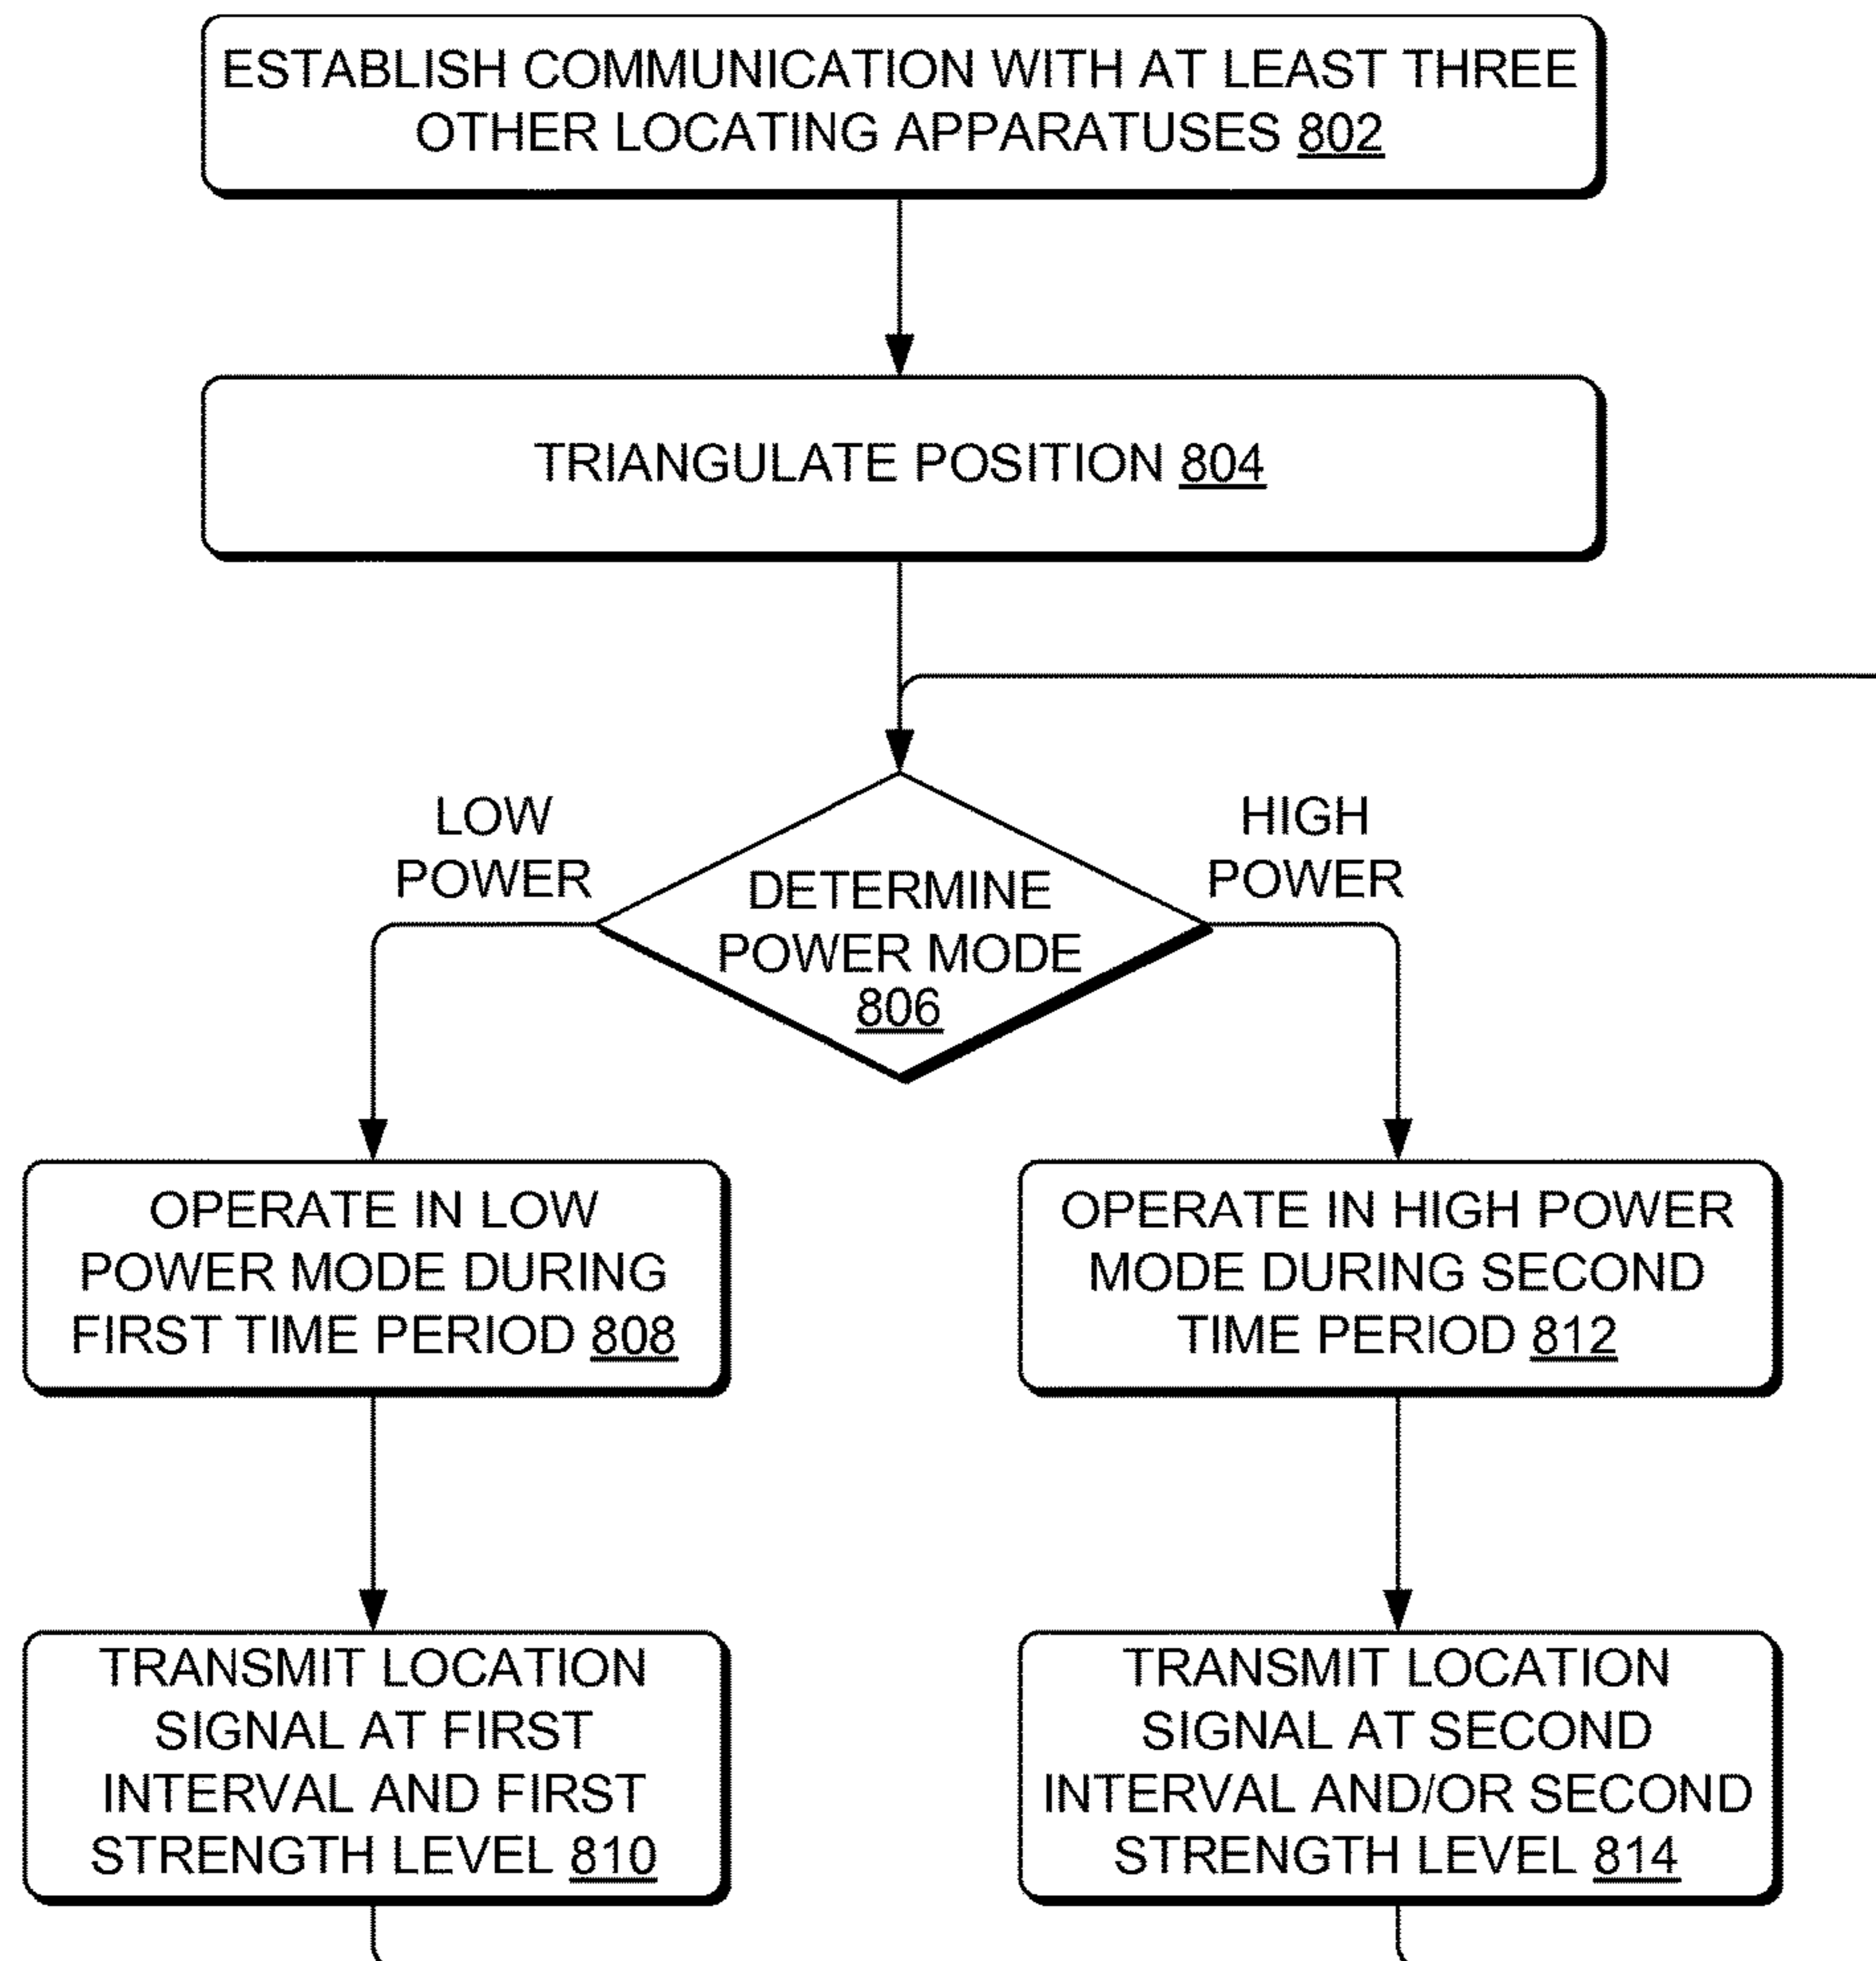 ESTABLISH COMMUNICATION WITH AT LEAST THREE
OTHER LOCATING APPARATUSES 802
TRIANGULATE POSITION 804
LOW
POWER
HIGH
POWER
DETERMINE
POWER MODE
806
OPERATE IN LOW
POWER MODE DURING
FIRST TIME PERIOD 808
OPERATE IN HIGH POWER
MODE DURING SECOND
TIME PERIOD 812
TRANSMIT LOCATION
SIGNAL AT FIRST
INTERVAL AND FIRST
STRENGTH LEVEL 810
TRANSMIT LOCATION
SIGNAL AT SECOND
INTERVAL AND/OR SECOND
STRENGTH LEVEL 814